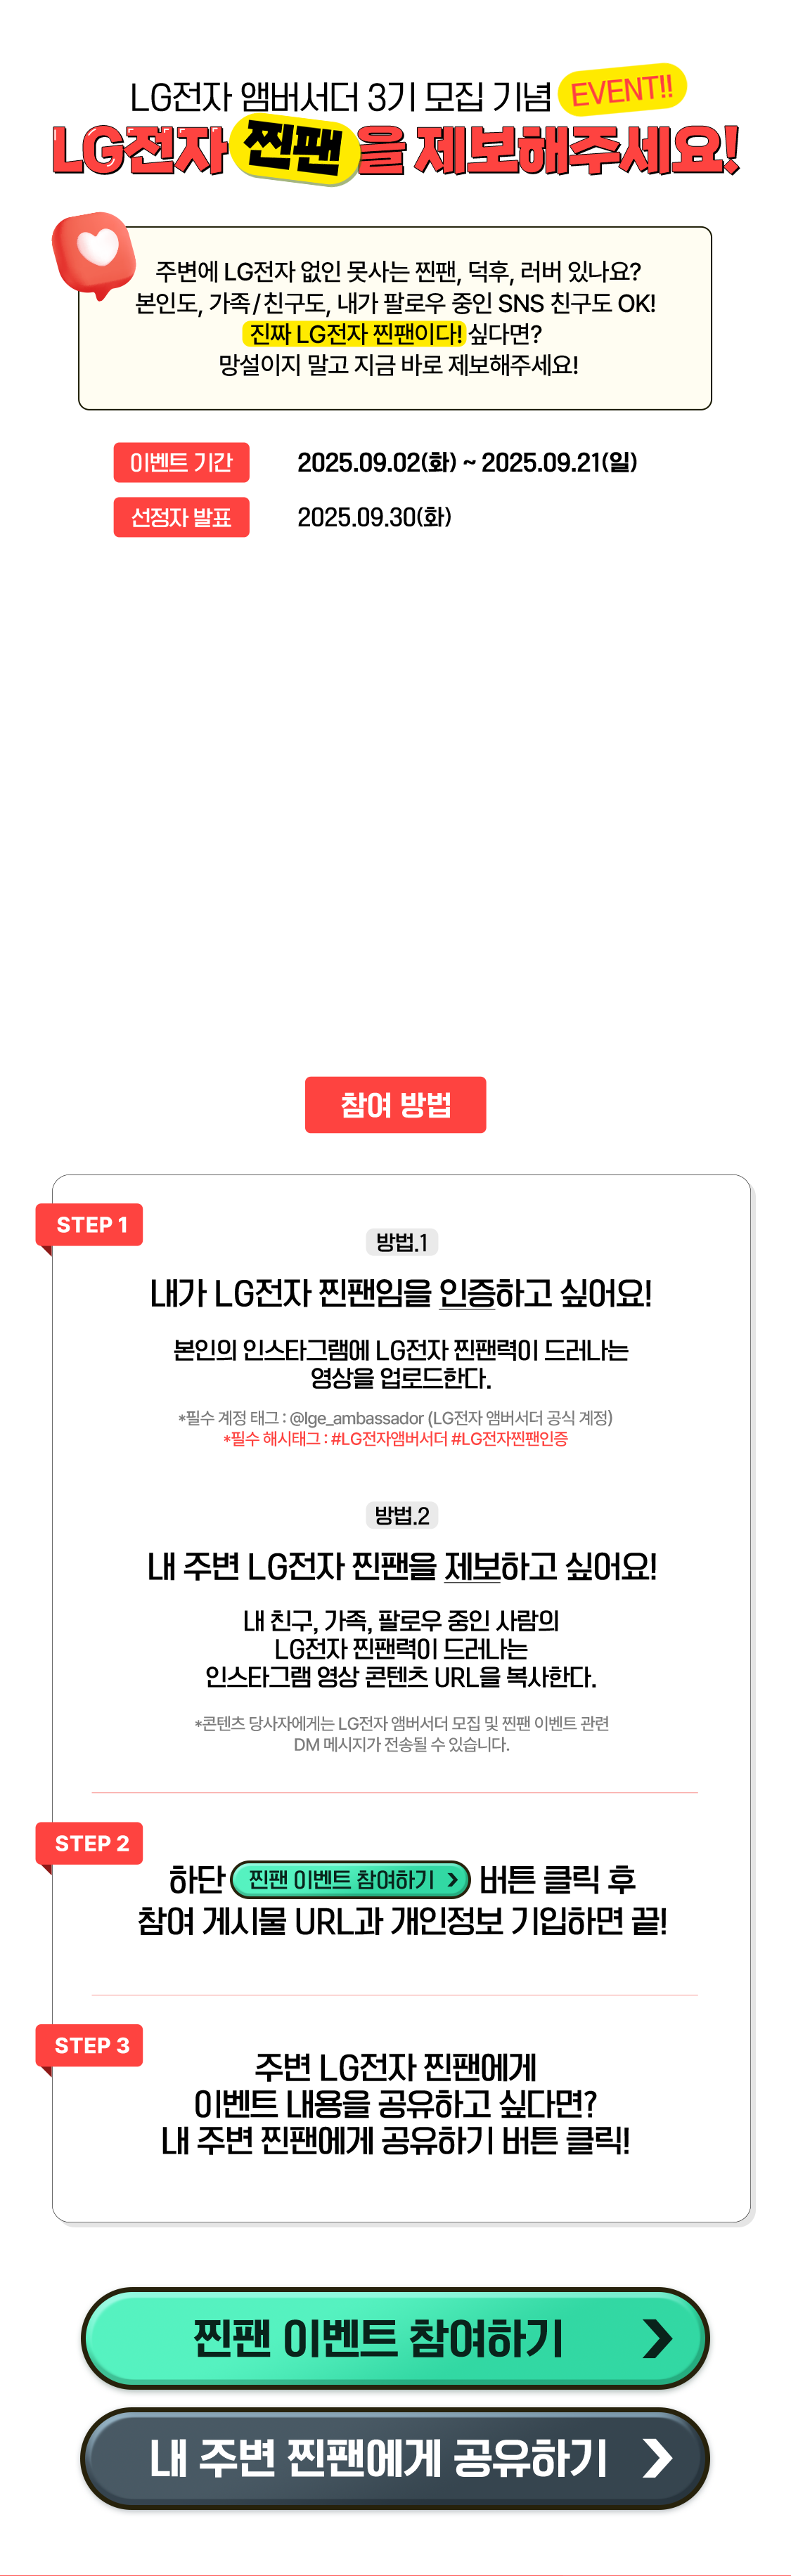 LG전자 앰버서더 3기 모집 기념 EVENT!!
LG전자 찐팬을 제보해주세요!
주변에 LG전자 없인 못사는 찐팬, 덕후, 러버 있나요?
본인도, 가족/친구도, 내가 팔로우 중인 SNS 친구도 OK!
진짜 LG전자 찐팬이다! 싶다면?
망설이지 말고 지금 바로 제보해주세요!
이벤트 기간 2025.09.02(화) ~ 2025.09.21(일)
선정자 발표 2025.09.30(화)
참여 방법
STEP 1
방법.1
내가 LG전자 찐팬임을 인증하고 싶어요!
본인의 인스타그램에 LG전자 찐팬력이 드러나는
영상을 업로드한다.
*필수 계정 태그 : @lge_ambassador (LG전자 앰버서더 공식 계정)
*필수 해시태그 : #LG전자앰버서더 #LG전자찐팬인증
방법.2
내 주변 LG전자 찐팬을 제보하고 싶어요!
내 친구, 가족, 팔로우 중인 사람의
LG전자 찐팬력이 드러나는
인스타그램 영상 콘텐츠 URL을 복사한다.
*콘텐츠 당사자에게는 LG전자 앰버서더 모집 및 찐팬 이벤트 관련
DM 메시지가 전송될 수 있습니다.
STEP 2
하단 찐팬 이벤트 참여하기 버튼 클릭 후
참여 게시물 URL과 개인정보 기입하면 끝!
STEP 3
주변 LG전자 찐팬에게
이벤트 내용을 공유하고 싶다면?
내 주변 찐팬에게 공유하기 버튼 클릭!
찐팬 이벤트 참여하기
내 주변 찐팬에게 공유하기